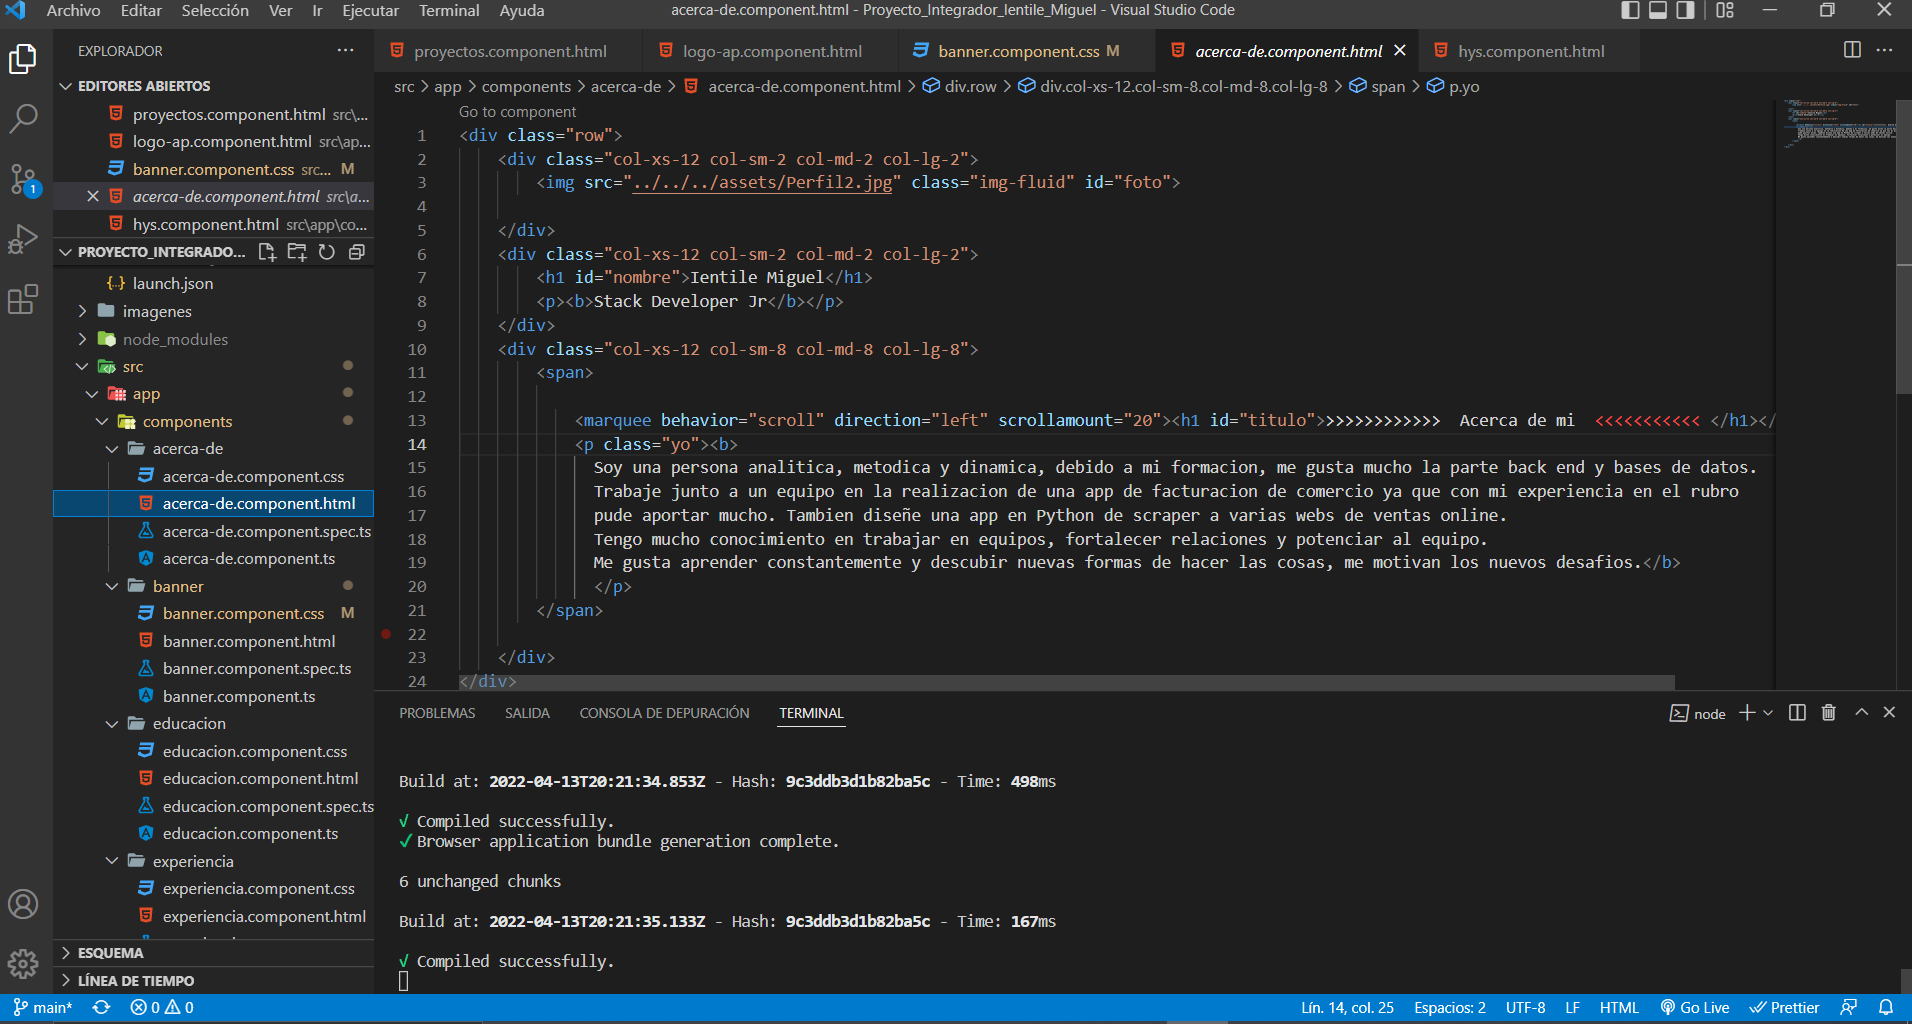 Archivo Editar Selección Ver Ir Ejecutar Terminal Ayuda
acerca-de.component.html - Proyecto_Integrador_Ientile_Miguel - Visual Studio Code
EXPLORADOR
EDITORES ABIERTOS
proyectos.component.html src\...
logo-ap.component.html src\ap...
banner.component.css src... M
acerca-de.component.html src\a...
hys.component.html src\app\co...
PROYECTO_INTEGRADO...
launch.json
imagenes
node_modules
src
app
components
acerca-de
acerca-de.component.css
acerca-de.component.html
acerca-de.component.spec.ts
acerca-de.component.ts
banner
banner.component.css M
banner.component.html
banner.component.spec.ts
banner.component.ts
educacion
educacion.component.css
educacion.component.html
educacion.component.spec.ts
educacion.component.ts
experiencia
experiencia.component.css
experiencia.component.html
ESQUEMA
LÍNEA DE TIEMPO
1
proyectos.component.html
logo-ap.component.html
banner.component.css M
acerca-de.component.html
hys.component.html
src > app > components > acerca-de > acerca-de.component.html > div.row > div.col-xs-12.col-sm-8.col-md-8.col-lg-8 > span > p.yo
Go to component
1 <div class="row">
2 <div class="col-xs-12 col-sm-2 col-md-2 col-lg-2">
3 <img src="../../../assets/Perfil2.jpg" class="img-fluid" id="foto">
4
5 </div>
6 <div class="col-xs-12 col-sm-2 col-md-2 col-lg-2">
7 <h1 id="nombre">Ientile Miguel</h1>
8 <p><b>Stack Developer Jr</b></p>
9 </div>
10 <div class="col-xs-12 col-sm-8 col-md-8 col-lg-8">
11 <span>
12
13 <marquee behavior="scroll" direction="left" scrollamount="20"><h1 id="titulo">>>>>>>>>>>>>> Acerca de mi <<<<<<<<<<< </h1></
14 <p class="yo"><b>
15 Soy una persona analitica, metodica y dinamica, debido a mi formacion, me gusta mucho la parte back end y bases de datos.
16 Trabaje junto a un equipo en la realizacion de una app de facturacion de comercio ya que con mi experiencia en el rubro
17 pude aportar mucho. Tambien diseñe una app en Python de scraper a varias webs de ventas online.
18 Tengo mucho conocimiento en trabajar en equipos, fortalecer relaciones y potenciar al equipo.
19 Me gusta aprender constantemente y descubir nuevas formas de hacer las cosas, me motivan los nuevos desafios.</b>
20 </p>
21 </span>
22
23 </div>
24 </div>
PROBLEMAS SALIDA CONSOLA DE DEPURACIÓN TERMINAL
node
Build at: 2022-04-13T20:21:34.853Z - Hash: 9c3ddb3d1b82ba5c - Time: 498ms
√ Compiled successfully.
✓ Browser application bundle generation complete.
6 unchanged chunks
Build at: 2022-04-13T20:21:35.133Z - Hash: 9c3ddb3d1b82ba5c - Time: 167ms
√ Compiled successfully.
main* 0 0
Lín. 14, col. 25 Espacios: 2 UTF-8 LF HTML Go Live Prettier